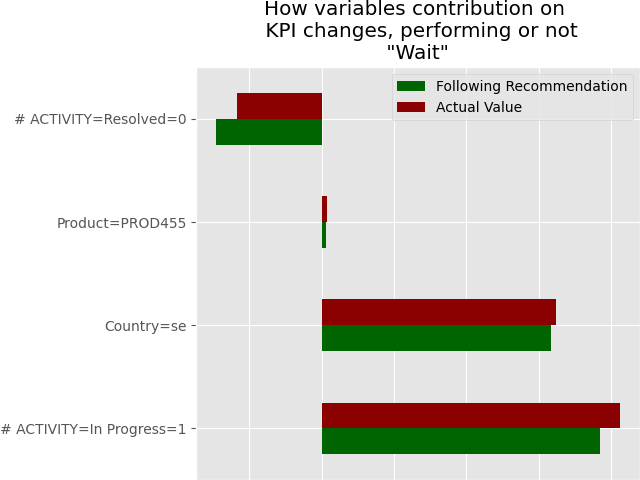 How variables contribution on
KPI changes, performing or not
"Wait"
Following Recommendation
Actual Value
# ACTIVITY=Resolved=0
Product=PROD455
Country=se
# ACTIVITY=In Progress=1